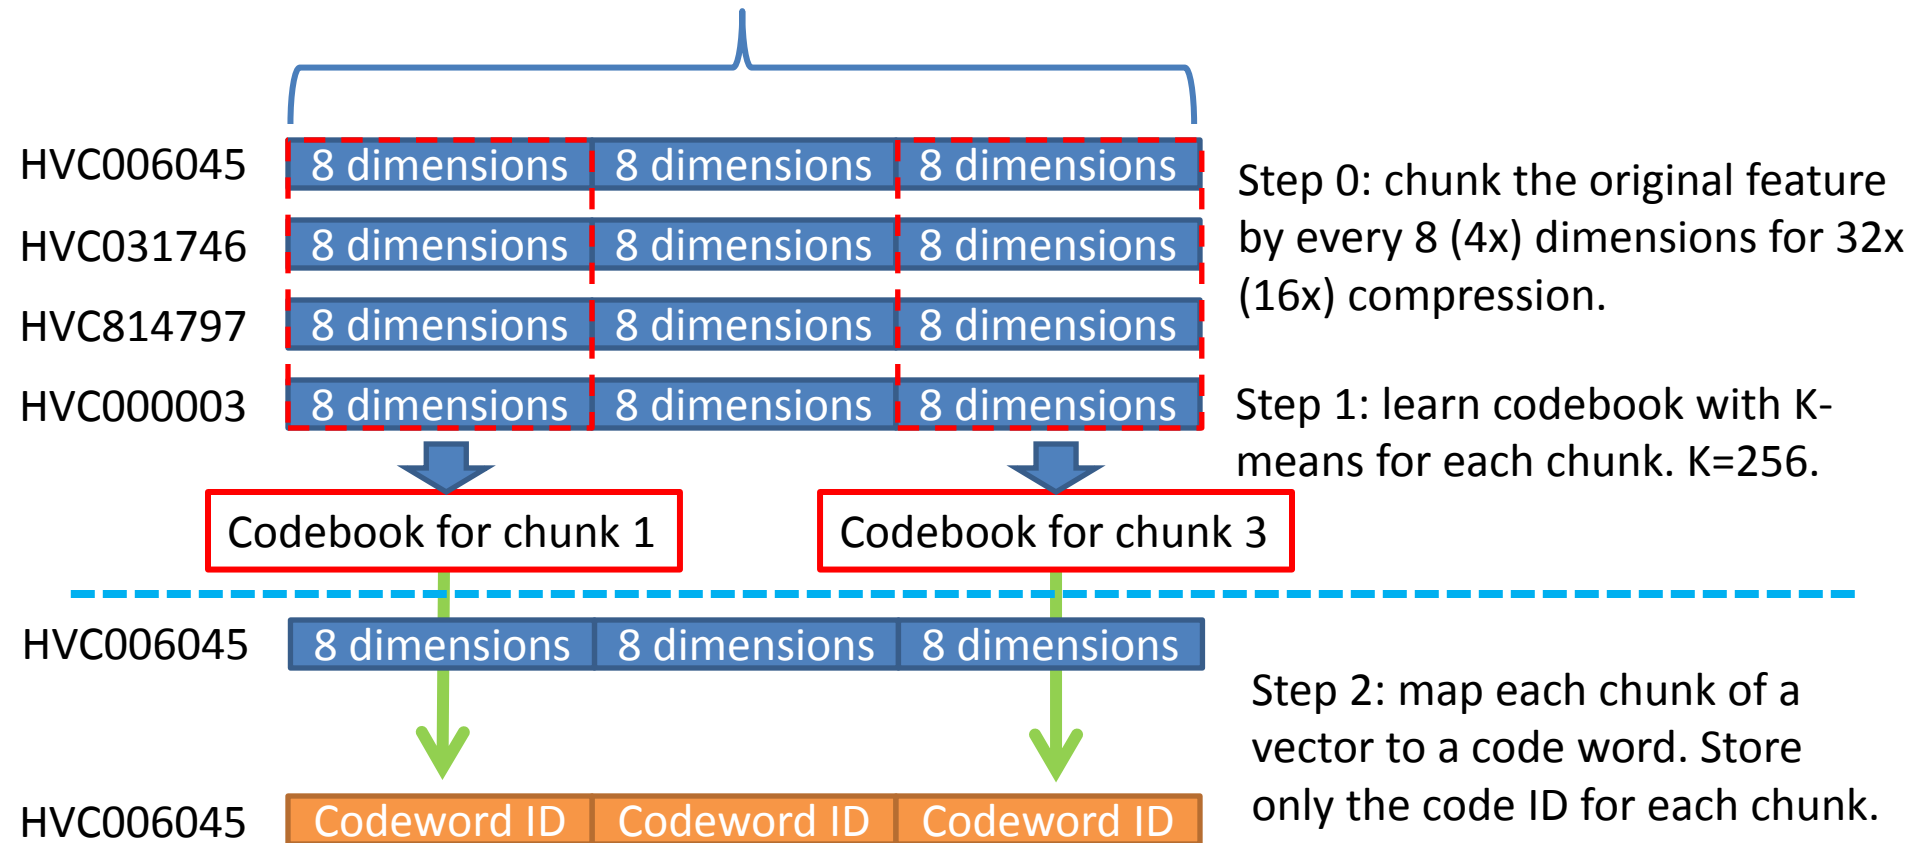 HVC006045 8 dimensions 8 dimensions 8 dimensions
HVC031746 8 dimensions 8 dimensions 8 dimensions
HVC814797 8 dimensions 8 dimensions 8 dimensions
HVC000003 8 dimensions 8 dimensions 8 dimensions
Step 0: chunk the original feature
by every 8 (4x) dimensions for 32x
(16x) compression.
Step 1: learn codebook with K-
means for each chunk. K=256.
Codebook for chunk 1
Codebook for chunk 3
HVC006045 8 dimensions 8 dimensions 8 dimensions
Step 2: map each chunk of a
vector to a code word. Store
only the code ID for each chunk.
HVC006045 Codeword ID Codeword ID Codeword ID